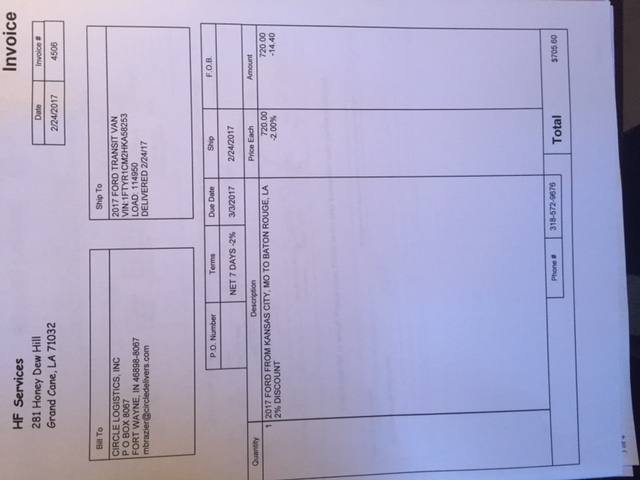 Invoice
HF Services
281 Honey Dew Hill
Grand Cane, LA 71032
Date Invoice #
2/24/2017 4506
Bill To
CIRCLE LOGISTICS, INC
P O BOX 8067
FORT WAYNE, IN 46898-8067
mbrazier@circledelivers.com
Ship To
2017 FORD TRANSIT VAN
VIN:1FTYR1CM2HKA58253
LOAD: 114950
DELIVERED 2/24/17
P.O. Number Terms Due Date Ship F.O.B.
NET 7 DAYS -2% 3/3/2017 2/24/2017
Quantity Description Price Each Amount
1 2017 FORD FROM KANSAS CITY, MO TO BATON ROUGE, LA 720.00 720.00
2% DISCOUNT -2.00% -14.40
Total $705.60
Phone # 318-572-9676